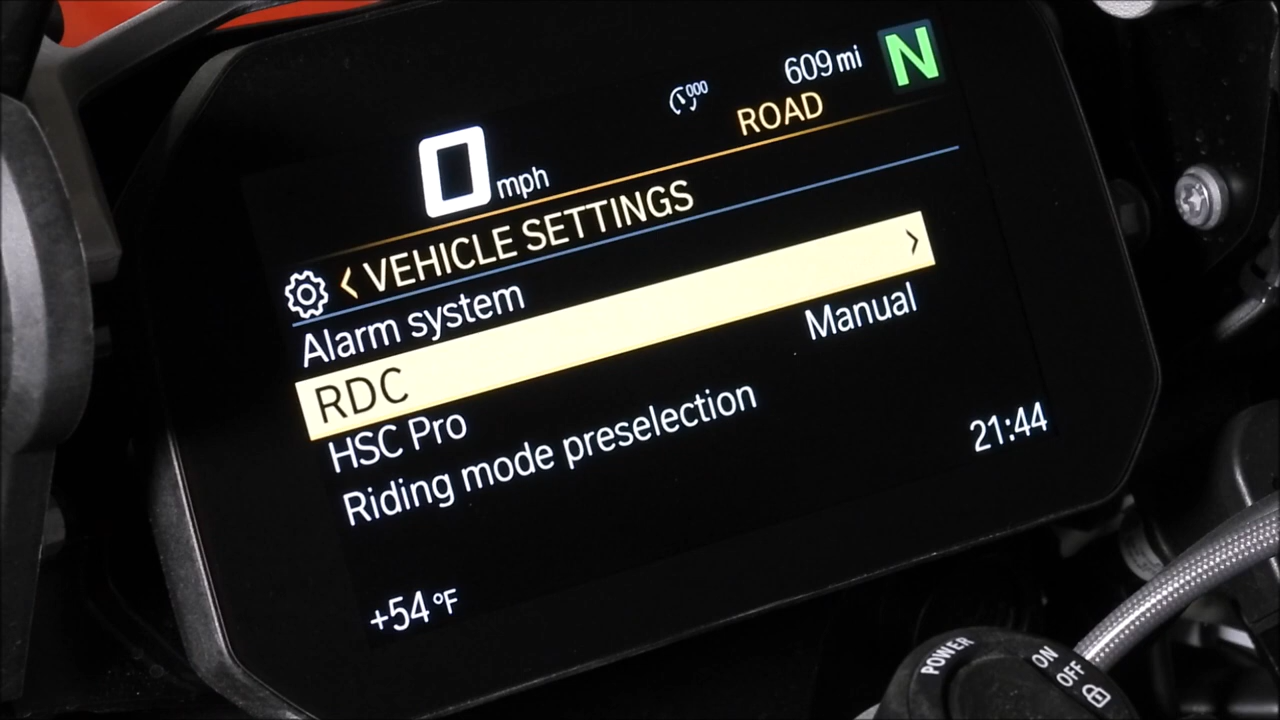 609 mi N
000
ROAD
0 mph
< VEHICLE SETTINGS
Alarm system
RDC >
HSC Pro Manual
Riding mode preselection
21:44
+54 °F
POWER
ON
OFF